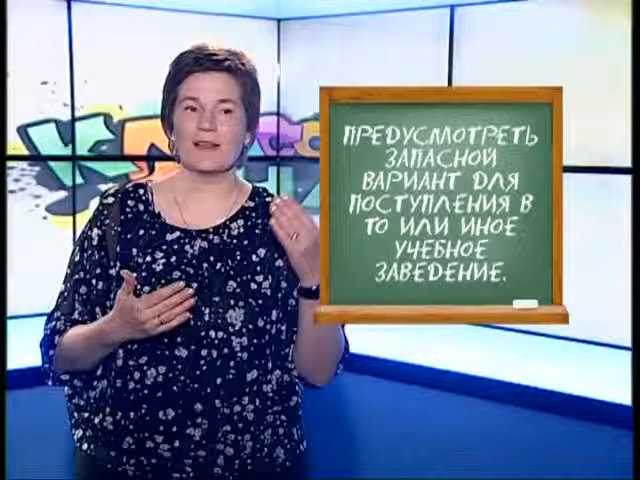 ПРЕДУСМОТРЕТЬ
ЗАПАСНОЙ
ВАРИАНТ ДЛЯ
ПОСТУПЛЕНИЯ В
ТО ИЛИ ИНОЕ
УЧЕБНОЕ
ЗАВЕДЕНИЕ.